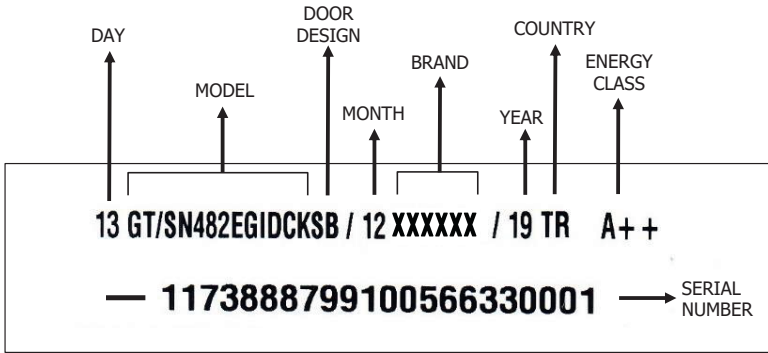 DAY
MODEL
DOOR
DESIGN
MONTH
BRAND
YEAR
COUNTRY
ENERGY
CLASS
13 GT/SN482EGIDCKSB / 12 XXXXXX / 19 TR A++
— 1173888799100566330001
SERIAL
NUMBER